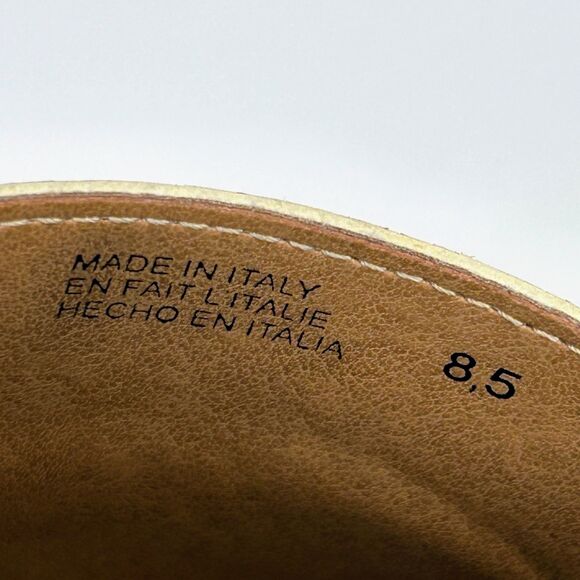 MADE IN ITALY
EN FAIT L'ITALIE
HECHO EN ITALIA
8,5